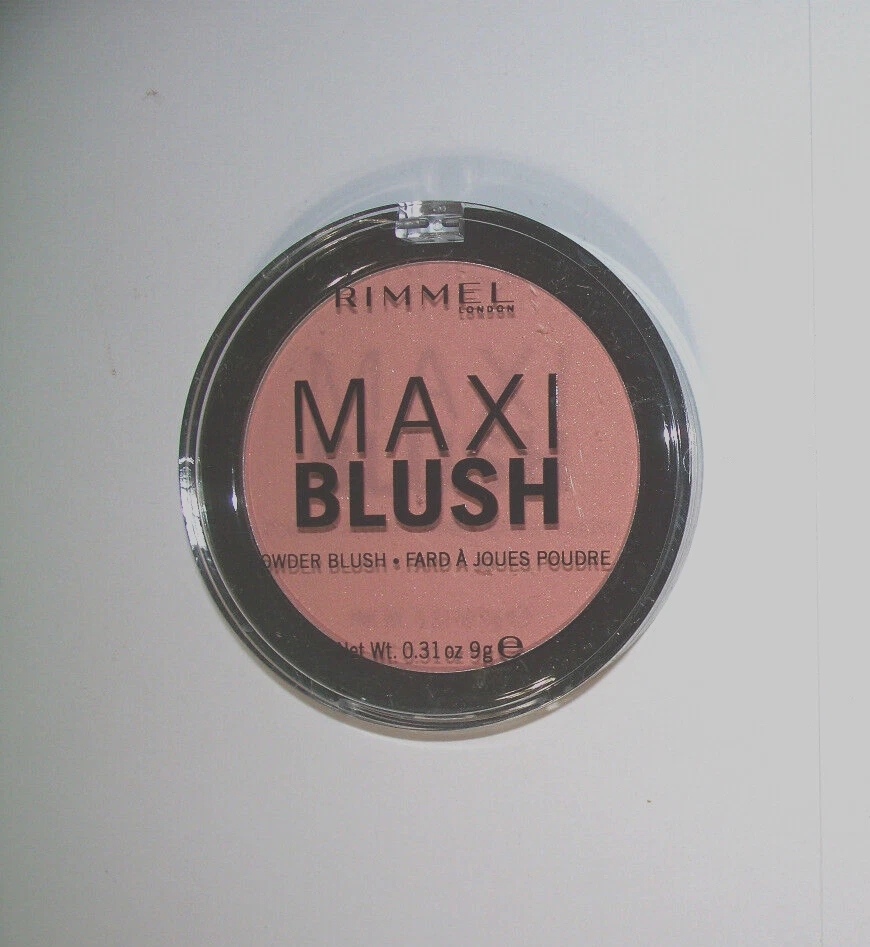 RIMMEL
LONDON
MAXI
BLUSH
OWDER BLUSH • FARD À JOUES POUDRE
Net Wt. 0.31 oz 9g ℮